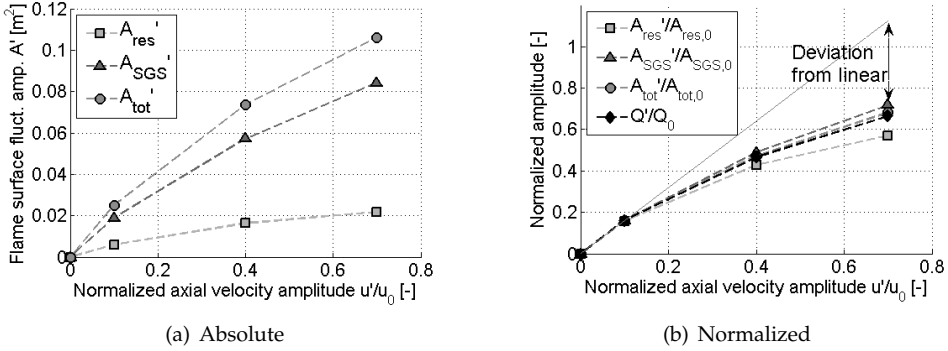 Flame surface fluct. amp. A' [m²]
0.12
0.1
0.08
0.06
0.04
0.02
0
A_res'
A_SGS'
A_tot'
0 0.2 0.4 0.6 0.8
Normalized axial velocity amplitude u'/u_0 [-]
(a) Absolute
Normalized amplitude [-]
1
0.8
0.6
0.4
0.2
0.0
A_res'/A_res,0
A_SGS'/A_SGS,0
A_tot'/A_tot,0
Q'/Q_0
Deviation
from linear
0 0.2 0.4 0.6 0.8
Normalized axial velocity amplitude u'/u_0 [-]
(b) Normalized